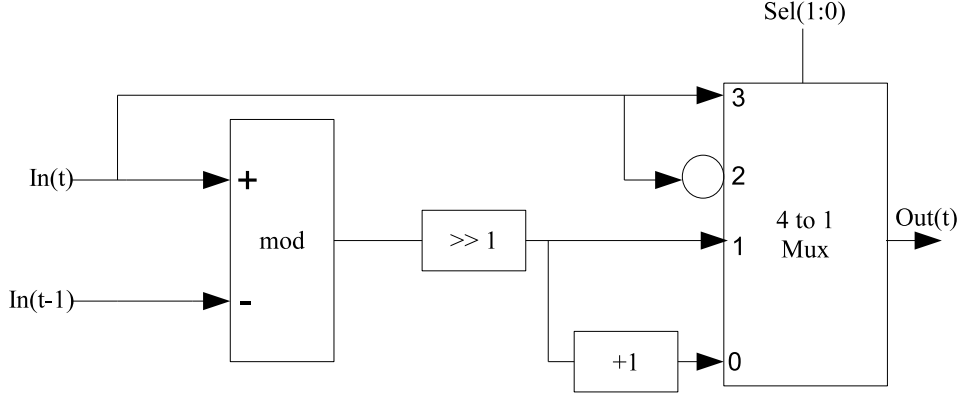 Sel(1:0)
3
In(t)
+
2
mod
>> 1
4 to 1
Mux
Out(t)
1
In(t-1)
-
+1
0